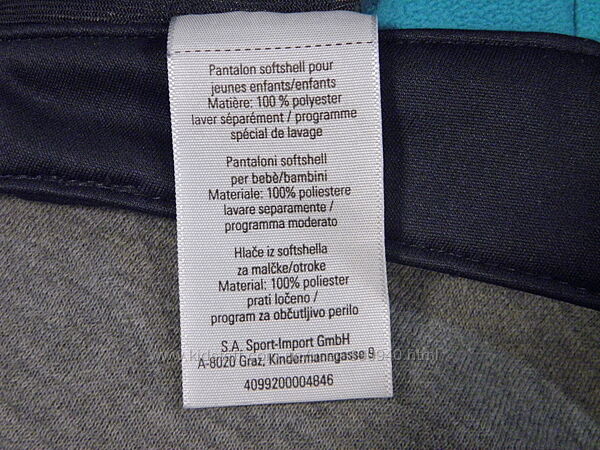 Pantalon softshell pour
jeunes enfants/enfants
Matière: 100 % polyester
laver séparément / programme
spécial de lavage
Pantaloni softshell
per bebè/bambini
Materiale: 100% poliestere
lavare separamente /
programma moderato
Hlače iz softshella
za malčke/otroke
Material: 100% poliester
prati ločeno /
program za občutljivo perilo
S.A. Sport-Import GmbH
A-8020 Graz, Kindermanngasse 9
4099200004846